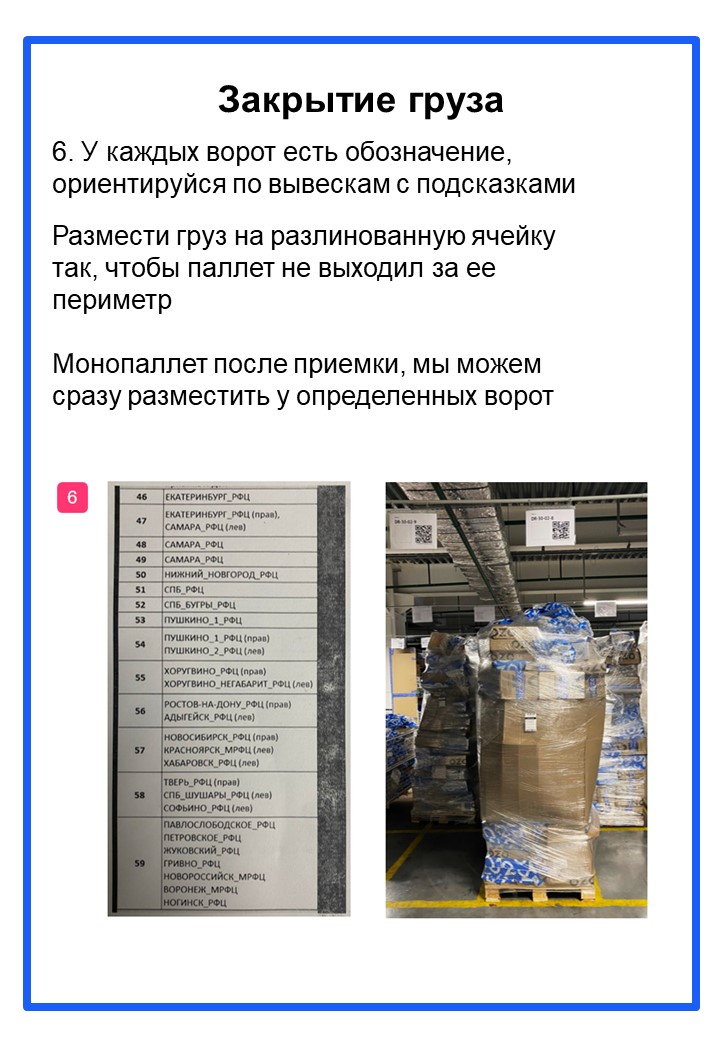 Закрытие груза
6. У каждых ворот есть обозначение,
ориентируйся по вывескам с подсказками
Размести груз на разлинованную ячейку
так, чтобы паллет не выходил за ее
периметр
Монопаллет после приемки, мы можем
сразу разместить у определенных ворот
6
46 ЕКАТЕРИНБУРГ_РФЦ
47 ЕКАТЕРИНБУРГ_РФЦ (прав),
САМАРА_РФЦ (лев)
48 САМАРА_РФЦ
49 САМАРА_РФЦ
50 НИЖНИЙ_НОВГОРОД_РФЦ
51 СПБ_РФЦ
52 СПБ_БУГРЫ_РФЦ
53 ПУШКИНО_1_РФЦ
54 ПУШКИНО_1_РФЦ (прав)
ПУШКИНО_2_РФЦ (лев)
55 ХОРУГВИНО_РФЦ (прав)
ХОРУГВИНО_НЕГАБАРИТ_РФЦ (лев)
56 РОСТОВ-НА-ДОНУ_РФЦ (прав)
АДЫГЕЙСК_РФЦ (лев)
57 НОВОСИБИРСК_РФЦ (прав)
КРАСНОЯРСК_МРФЦ (лев)
ХАБАРОВСК_РФЦ (лев)
58 ТВЕРЬ_РФЦ (прав)
СПБ_ШУШАРЫ_РФЦ (лев)
СОФЬИНО_РФЦ (лев)
59 ПАВЛОСЛОБОДСКОЕ_РФЦ
ПЕТРОВСКОЕ_РФЦ
ЖУКОВСКИЙ_РФЦ
ГРИВНО_РФЦ
НОВОРОССИЙСК_МРФЦ
ВОРОНЕЖ_МРФЦ
НОГИНСК_РФЦ